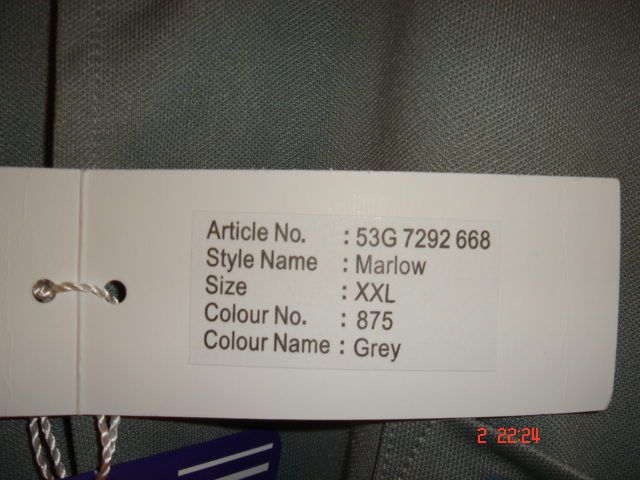 Article No. : 53G 7292 668
Style Name : Marlow
Size : XXL
Colour No. : 875
Colour Name : Grey
2 22:24